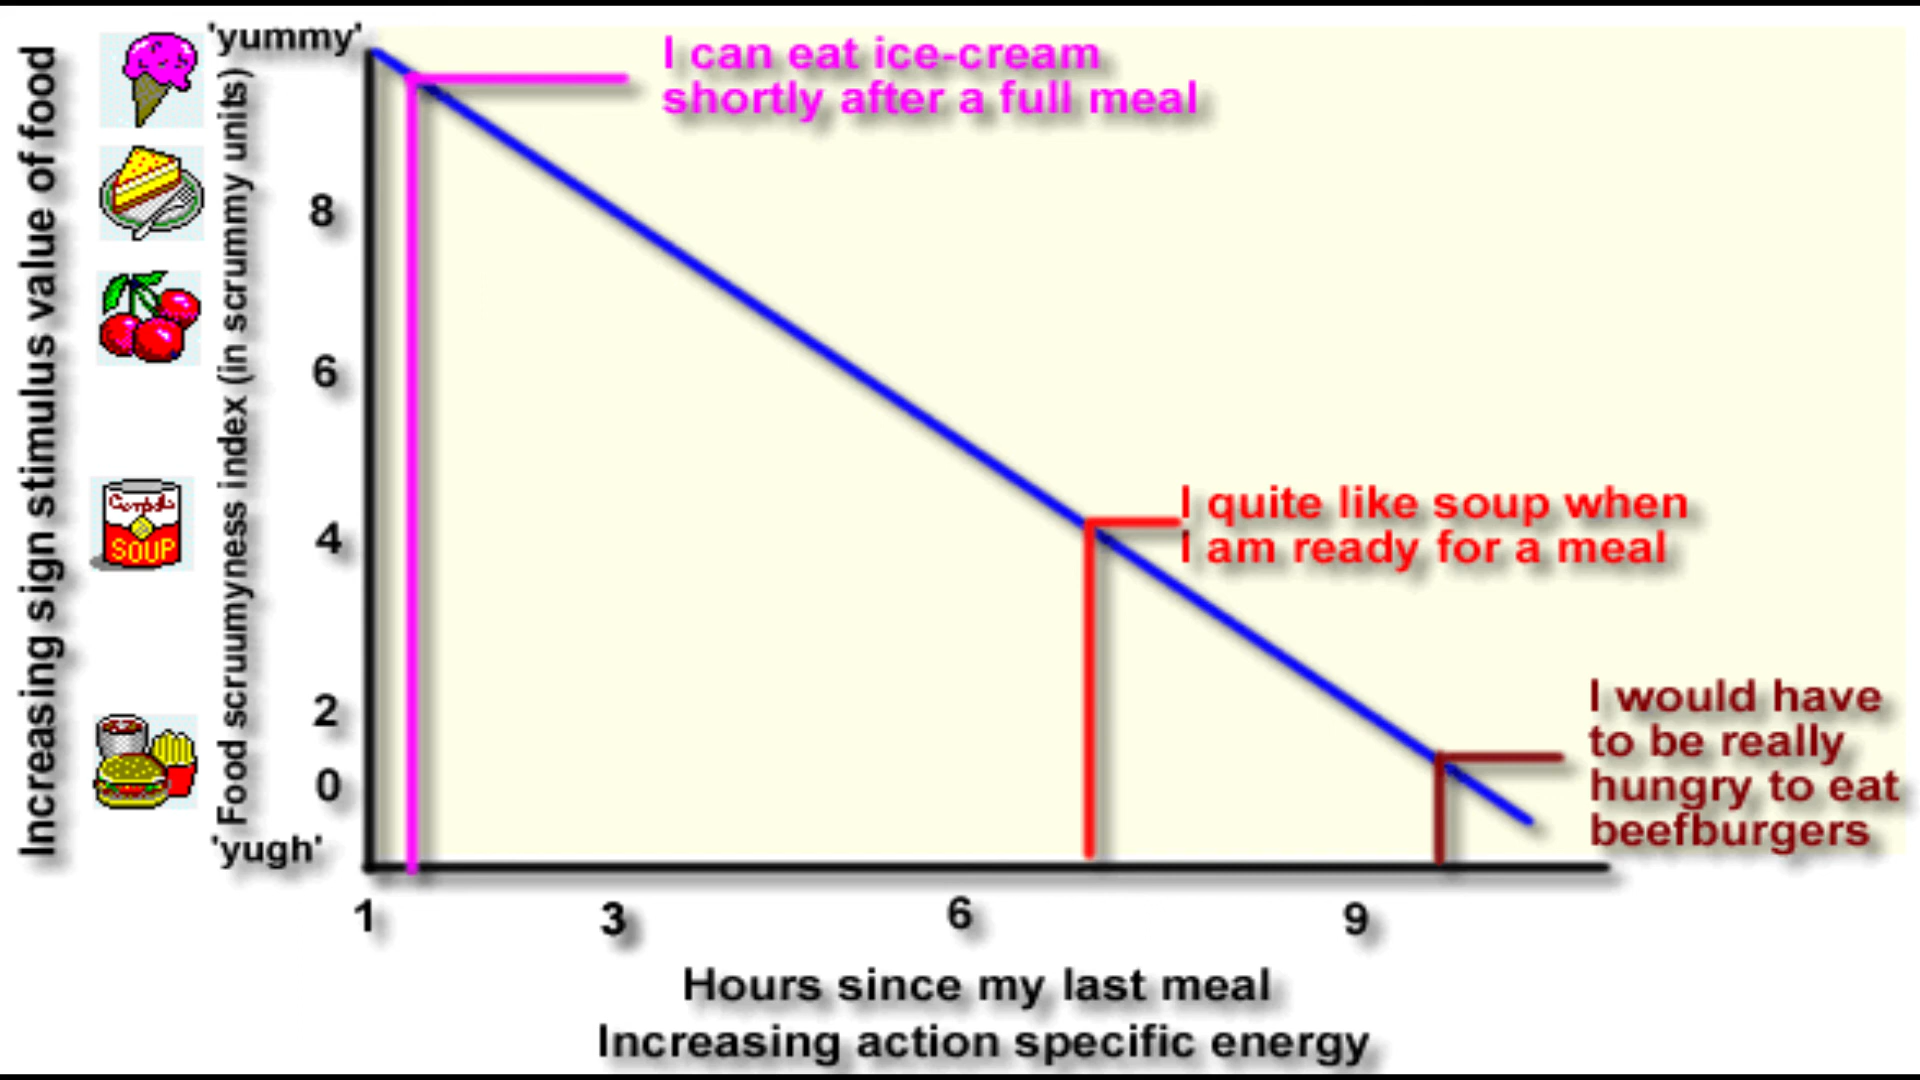 'yummy'
I can eat ice-cream
shortly after a full meal
Increasing sign stimulus value of food
Food scruumyness index (in scrummy units)
8
6
4
2
0
'yugh'
SOUP
I quite like soup when
I am ready for a meal
I would have
to be really
hungry to eat
beefburgers
1 3 6 9
Hours since my last meal
Increasing action specific energy